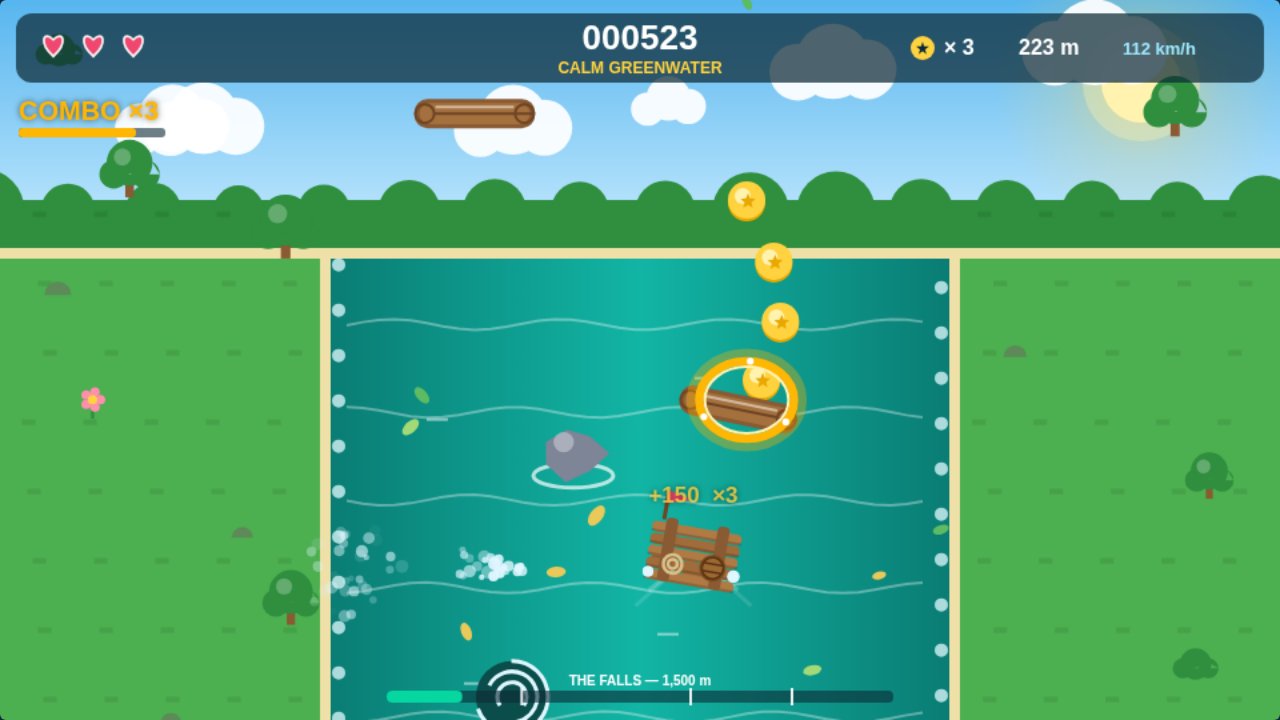 000523
CALM GREENWATER
× 3
223 m
112 km/h
COMBO ×3
+150 ×3
THE FALLS — 1,500 m